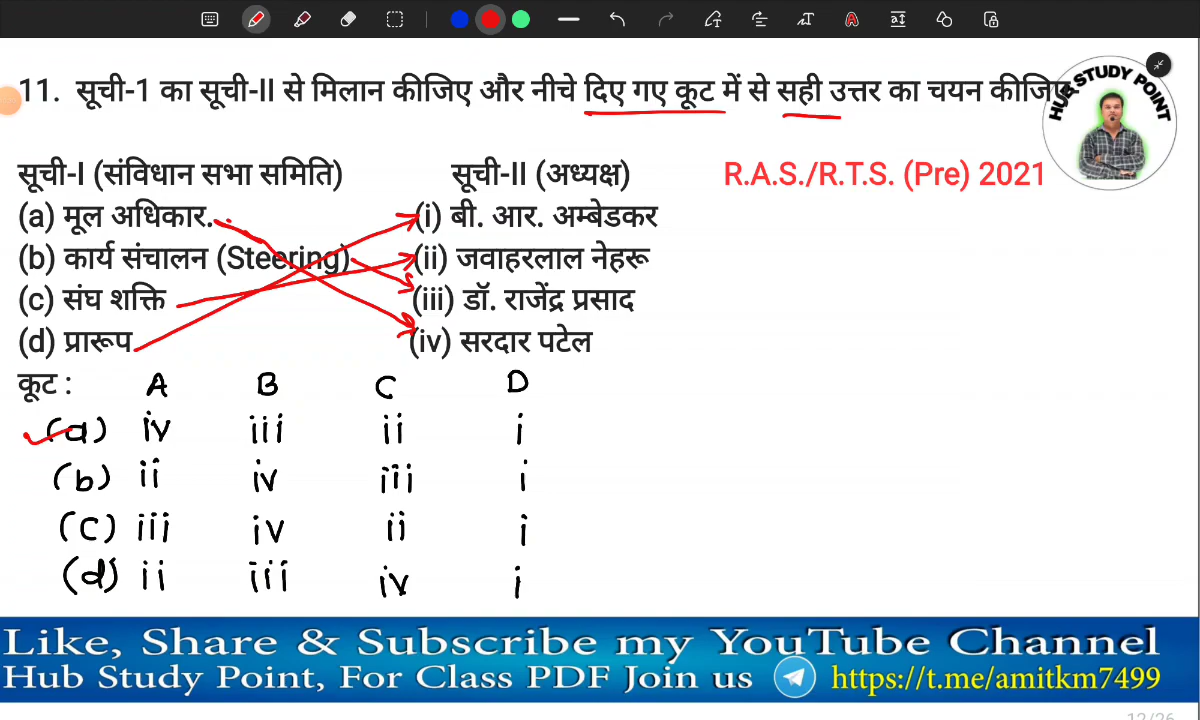 11. सूची-1 का सूची-II से मिलान कीजिए और नीचे दिए गए कूट में से सही उत्तर का चयन कीजिए
HUB STUDY POINT
सूची-I (संविधान सभा समिति) सूची-II (अध्यक्ष) R.A.S./R.T.S. (Pre) 2021
(a) मूल अधिकार. (i) बी. आर. अम्बेडकर
(b) कार्य संचालन (Steering) (ii) जवाहरलाल नेहरू
(c) संघ शक्ति (iii) डॉ. राजेंद्र प्रसाद
(d) प्रारूप (iv) सरदार पटेल
कूट : A B C D
(a) iv iii ii i
(b) ii iv iii i
(c) iii iv ii i
(d) ii iii iv i
Like, Share & Subscribe my YouTube Channel
Hub Study Point, For Class PDF Join us https://t.me/amitkm7499
12/26